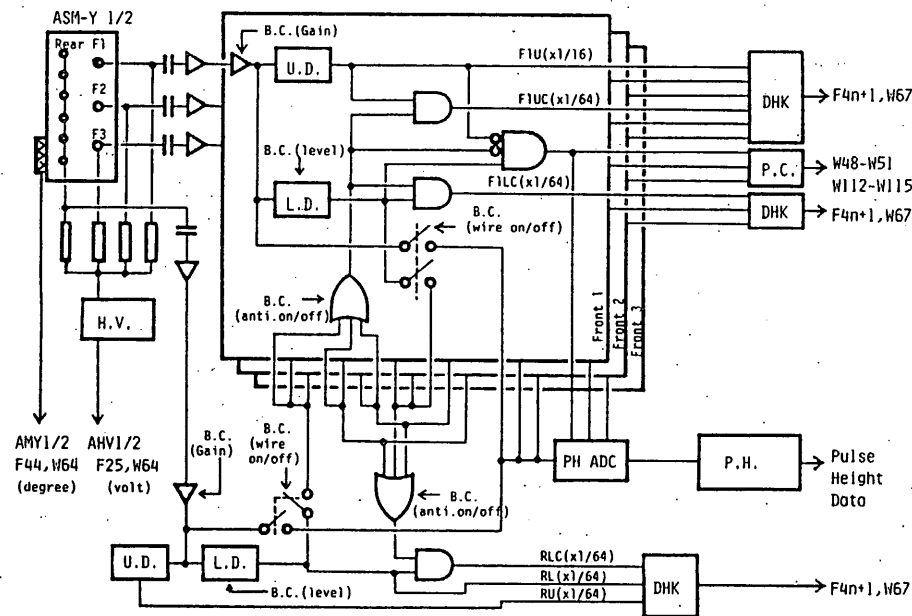 ASM-Y 1/2
Rear F1
F2
F3
B.C.(Gain)
U.D.
F1U(x1/16)
F1UC(x1/64)
DHK
F4n+1,W67
B.C.(level)
L.D.
F1LC(x1/64)
P.C.
W48-W51
W112-W115
DHK
F4n+1,W67
B.C.
(wire on/off)
B.C.
(anti.on/off)
Front 1
Front 2
Front 3
H.V.
AMY1/2
F44,W64
(degree)
AHV1/2
F25,W64
(volt)
B.C.
(Gain)
B.C.
(wire
on/off)
B.C.
(anti.on/off)
PH ADC
P.H.
Pulse
Height
Data
U.D.
L.D.
B.C.(level)
RLC(x1/64)
RL(x1/64)
RU(x1/64)
DHK
F4n+1,W67